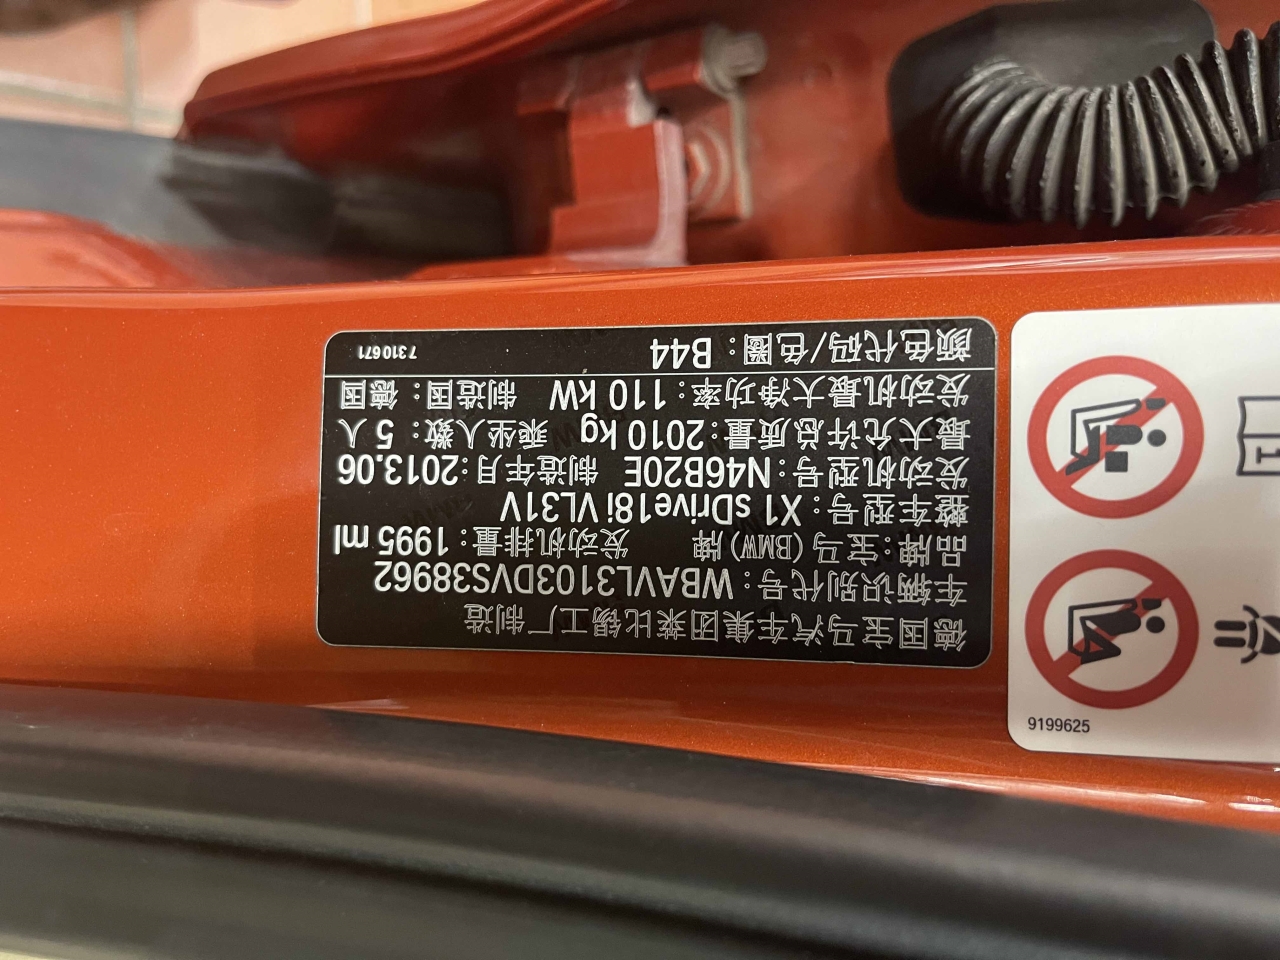 德国宝马汽车集团莱比锡工厂制造
车辆识别代号：WBAVL3103DVS38962
品牌：宝马（BMW）牌 发动机排量：1995 ml
整车型号：X1 sDrive18i VL31V
发动机型号：N46B20E 制造年月：2013.06
最大允许总质量：2010 kg 乘坐人数：5 人
发动机最大净功率：110 kW 制造国：德国
颜色代码/色圈：B44
7 310 671
9199625